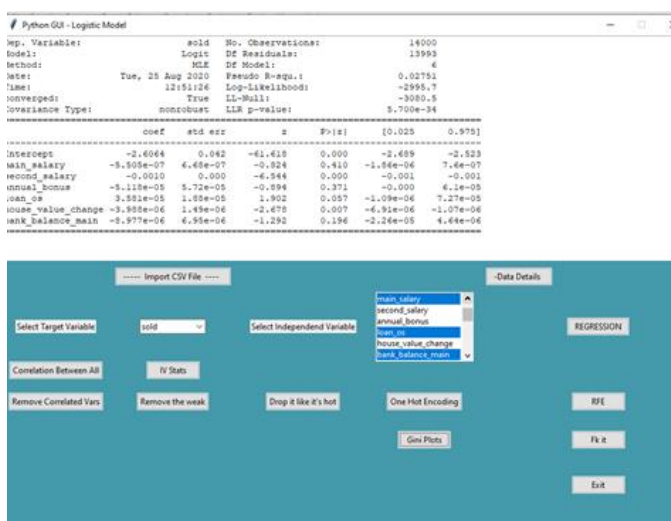 Python GUI - Logistic Model
Dep. Variable: sold No. Observations: 14000
Model: Logit Df Residuals: 13993
Method: MLE Df Model: 6
Date: Tue, 25 Aug 2020 Pseudo R-squ.: 0.02751
Time: 12:51:26 Log-Likelihood: -2995.7
converged: True LL-Null: -3080.5
Covariance Type: nonrobust LLR p-value: 5.700e-34
coef std err z P>|z| [0.025 0.975]
Intercept -2.6064 0.042 -61.618 0.000 -2.689 -2.523
main_salary -5.505e-07 6.68e-07 -0.824 0.410 -1.86e-06 7.6e-07
second_salary -0.0010 0.000 -6.544 0.000 -0.001 -0.001
annual_bonus -5.118e-05 5.72e-05 -0.894 0.371 -0.000 6.1e-05
loan_os 3.581e-05 1.88e-05 1.902 0.057 -1.09e-06 7.27e-05
house_value_change -3.988e-06 1.49e-06 -2.678 0.007 -6.91e-06 -1.07e-06
bank_balance_main -8.977e-06 6.95e-06 -1.292 0.196 -2.26e-05 4.64e-06
----- Import CSV File ----
-Data Details
Select Target Variable
sold
Select Independend Variable
main_salary
second_salary
annual_bonus
loan_os
house_value_change
bank_balance_main
REGRESSION
Correlation Between All
IV Stats
Remove Correlated Vars
Remove the weak
Drop it like it's hot
One Hot Encoding
RFE
Gini Plots
Fk it
Exit